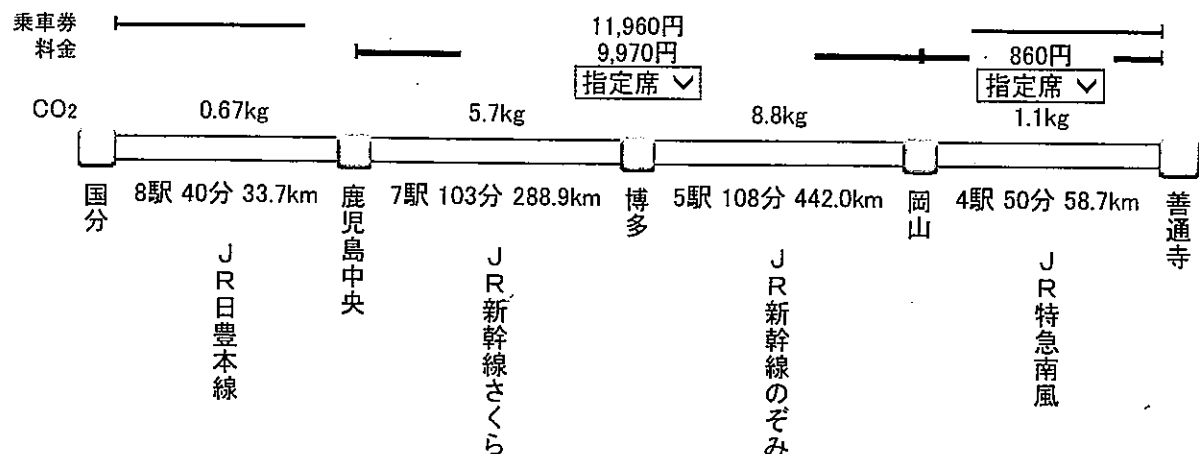 乗車券 11,960円
料金 9,970円 860円
指定席 指定席
CO2 0.67kg 5.7kg 8.8kg 1.1kg
8駅 40分 33.7km 7駅 103分 288.9km 5駅 108分 442.0km 4駅 50分 58.7km
国分
鹿児島中央
博多
岡山
善通寺
JR日豊本線
JR新幹線さくら
JR新幹線のぞみ
JR特急南風